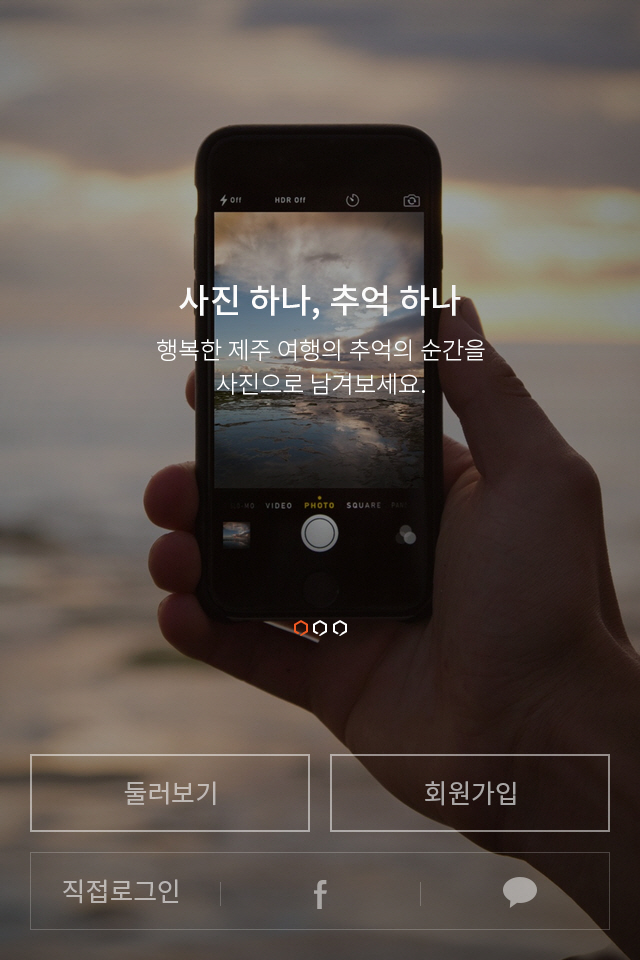 Off
HDR Off
사진 하나, 추억 하나
행복한 제주 여행의 추억의 순간을
사진으로 남겨보세요.
VIDEO PHOTO SQUARE
둘러보기
회원가입
직접로그인
f